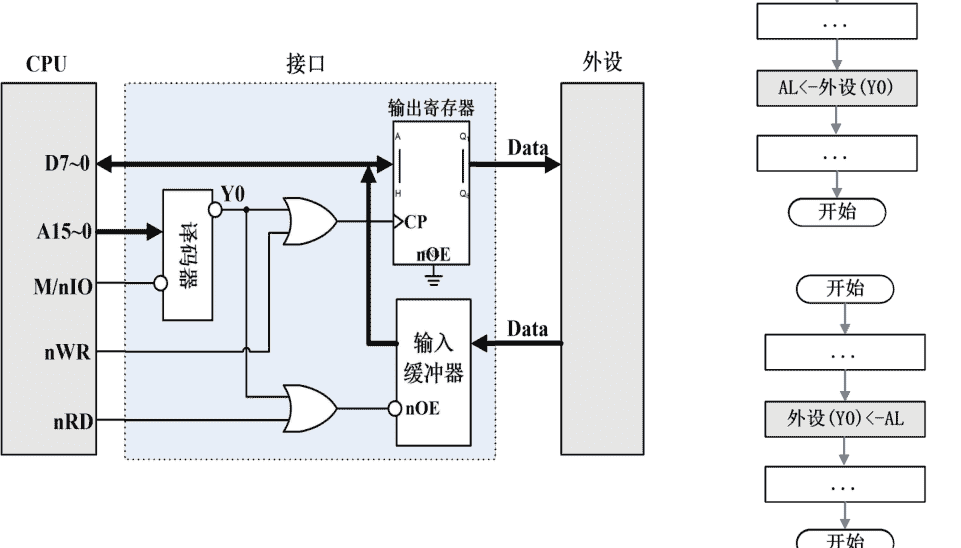 CPU
接口
外设
输出寄存器
A
Q
H
Q
D7~0
Data
Y0
A15~0
译码器
CP
nOE
M/nIO
nWR
输入
缓冲器
Data
nOE
nRD
...
AL<-外设(Y0)
...
开始
开始
...
外设(Y0)<-AL
...
开始